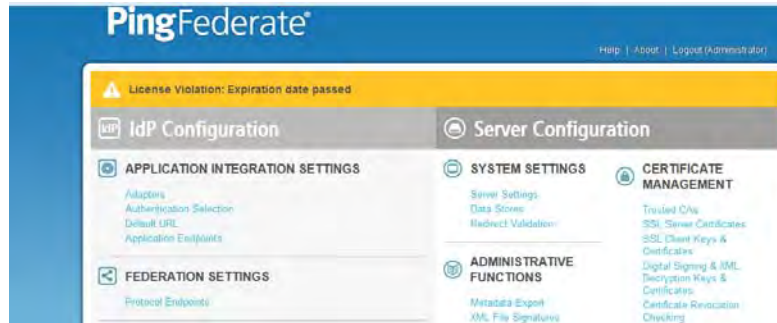 PingFederate®
Help | About | Logout (Administrator)
License Violation: Expiration date passed
IdP IdP Configuration
Server Configuration
APPLICATION INTEGRATION SETTINGS
Adapters
Authentication Selection
Default URL
Application Endpoints
FEDERATION SETTINGS
Protocol Endpoints
SYSTEM SETTINGS
Server Settings
Data Stores
Redirect Validation
ADMINISTRATIVE
FUNCTIONS
Metadata Export
XML File Signatures
CERTIFICATE
MANAGEMENT
Trusted CAs
SSL Server Certificates
SSL Client Keys &
Certificates
Digital Signing & XML
Decryption Keys &
Certificates
Certificate Revocation
Checking